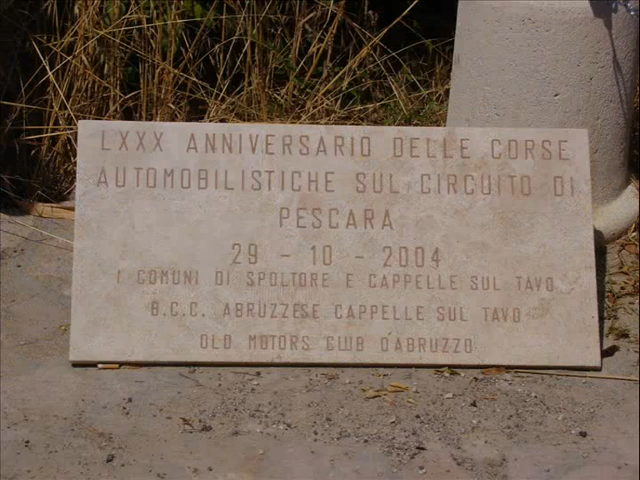 LXXX ANNIVERSARIO DELLE CORSE
AUTOMOBILISTICHE SUL CIRCUITO DI
PESCARA
29 - 10 - 2004
I COMUNI DI SPOLTORE E CAPPELLE SUL TAVO
B.C.C. ABRUZZESE CAPPELLE SUL TAVO
OLD MOTORS CLUB D'ABRUZZO